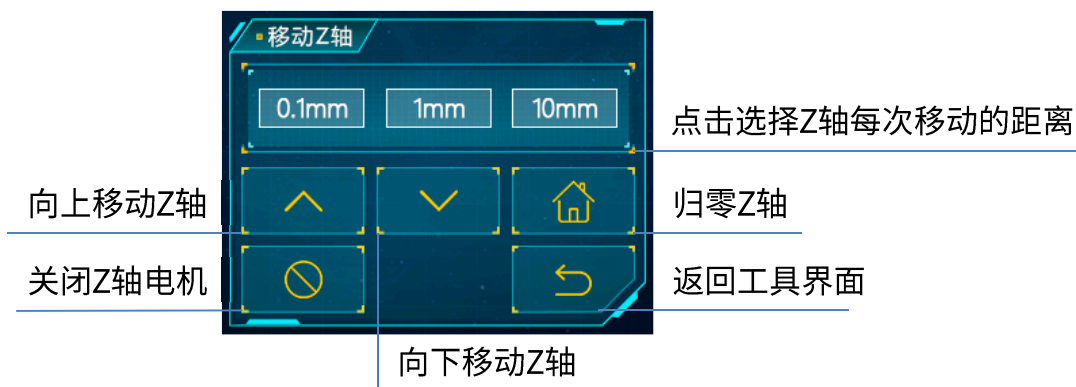 移动Z轴
0.1mm 1mm 10mm
点击选择Z轴每次移动的距离
向上移动Z轴
归零Z轴
关闭Z轴电机
返回工具界面
向下移动Z轴